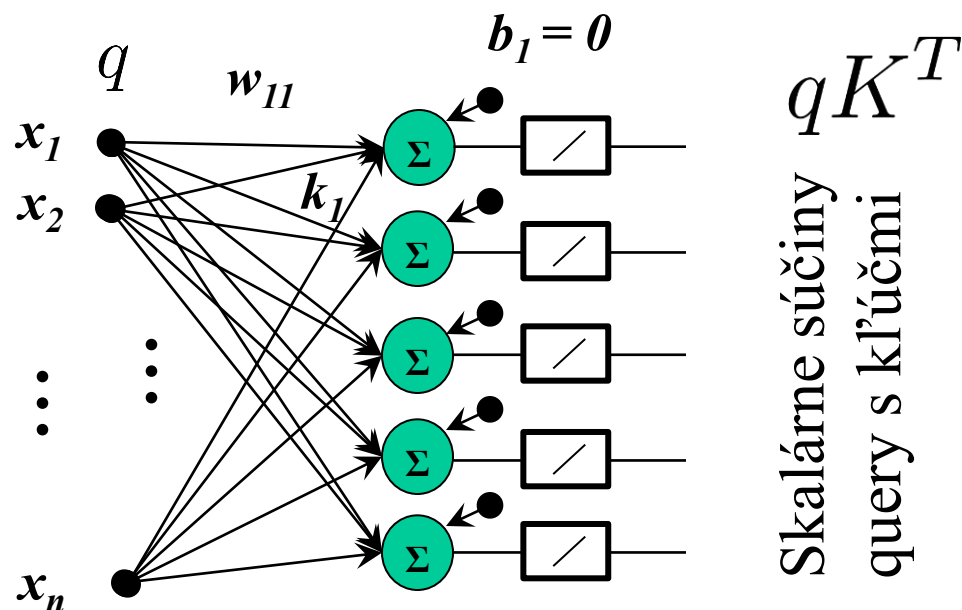 q
w₁₁
b₁ = 0
qKᵀ
x₁
Σ
x₂
k₁
Σ
Σ
Σ
xₙ
Σ
Skalárne súčiny
query s kľúčmi